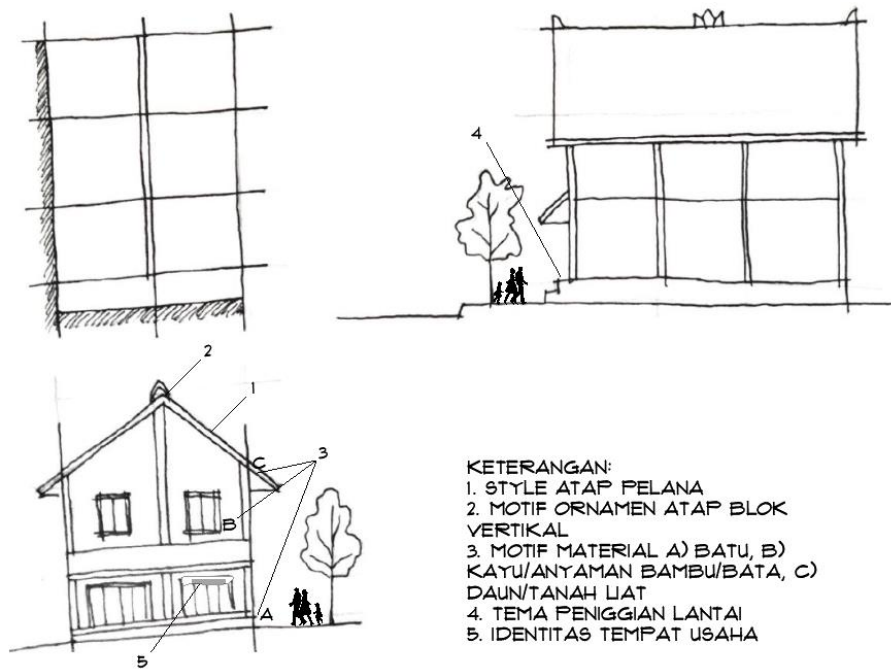 4
2
1
C
3
B
A
5
KETERANGAN:
1. STYLE ATAP PELANA
2. MOTIF ORNAMEN ATAP BLOK
VERTIKAL
3. MOTIF MATERIAL A) BATU, B)
KAYU/ANYAMAN BAMBU/BATA, C)
DAUN/TANAH LIAT
4. TEMA PENIGGIAN LANTAI
5. IDENTITAS TEMPAT USAHA